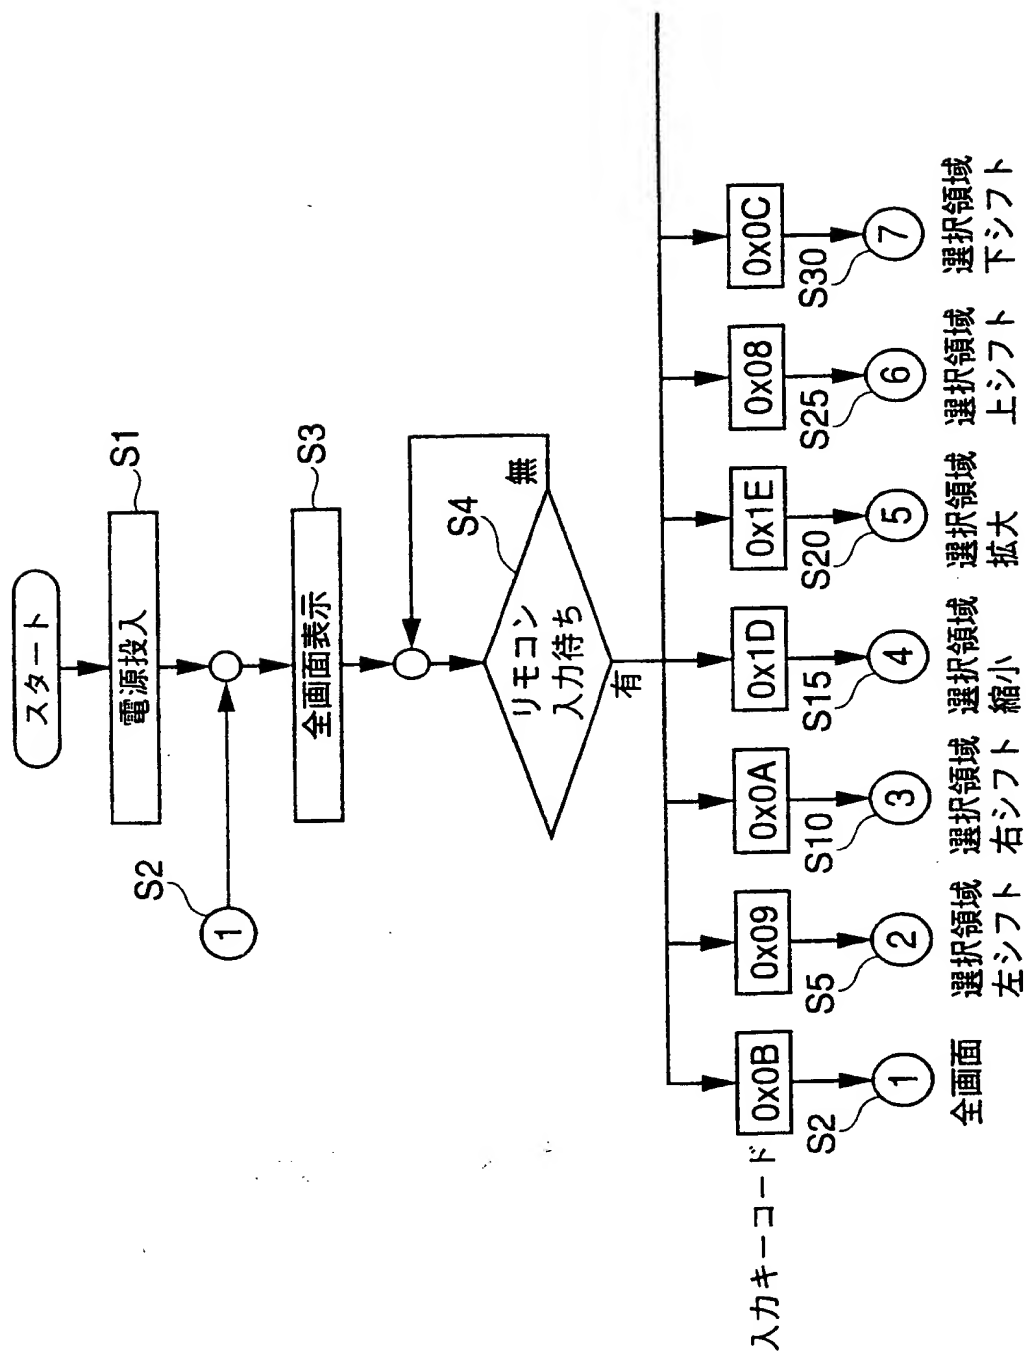 スタート
電源投入
S1
S2
1
全画面表示
S3
リモコン
入力待ち
S4
無
有
入力キーコード
0x0B
0x09
0x0A
0x1D
0x1E
0x08
0x0C
S2
S5
S10
S15
S20
S25
S30
1
2
3
4
5
6
7
全画面
選択領域
左シフト
選択領域
右シフト
選択領域
縮小
選択領域
拡大
選択領域
上シフト
選択領域
下シフト